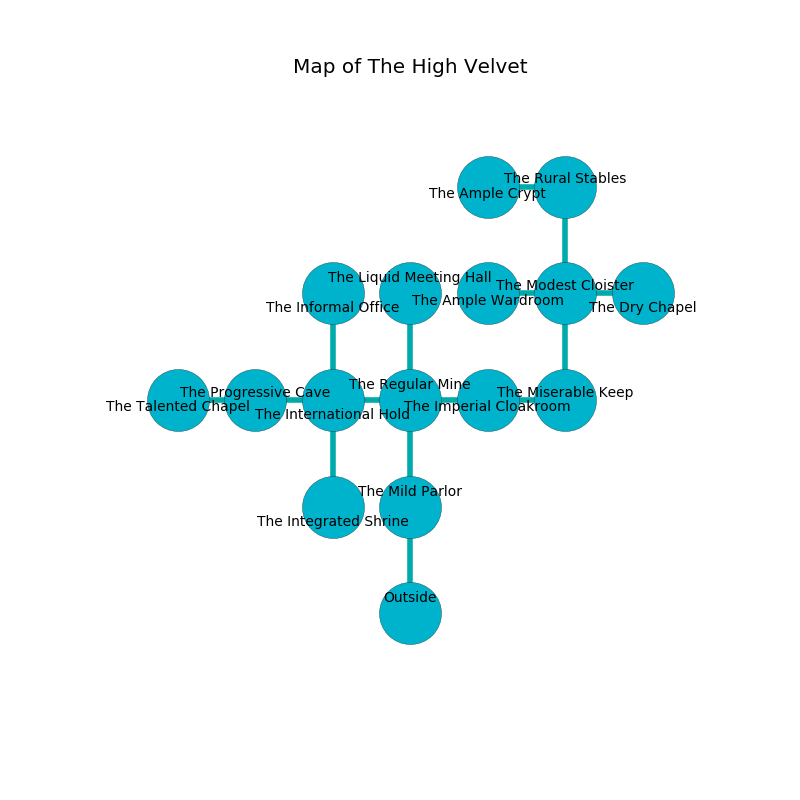 Map of The High Velvet
The Rural Stables
The Ample Crypt
The Liquid Meeting Hall
The Modest Cloister
The Ample Wardroom
The Informal Office
The Dry Chapel
The Regular Mine
The Progressive Cave
The Miserable Keep
The Talented Chapel
The Imperial Cloakroom
The International Hold
The Mild Parlor
The Integrated Shrine
Outside